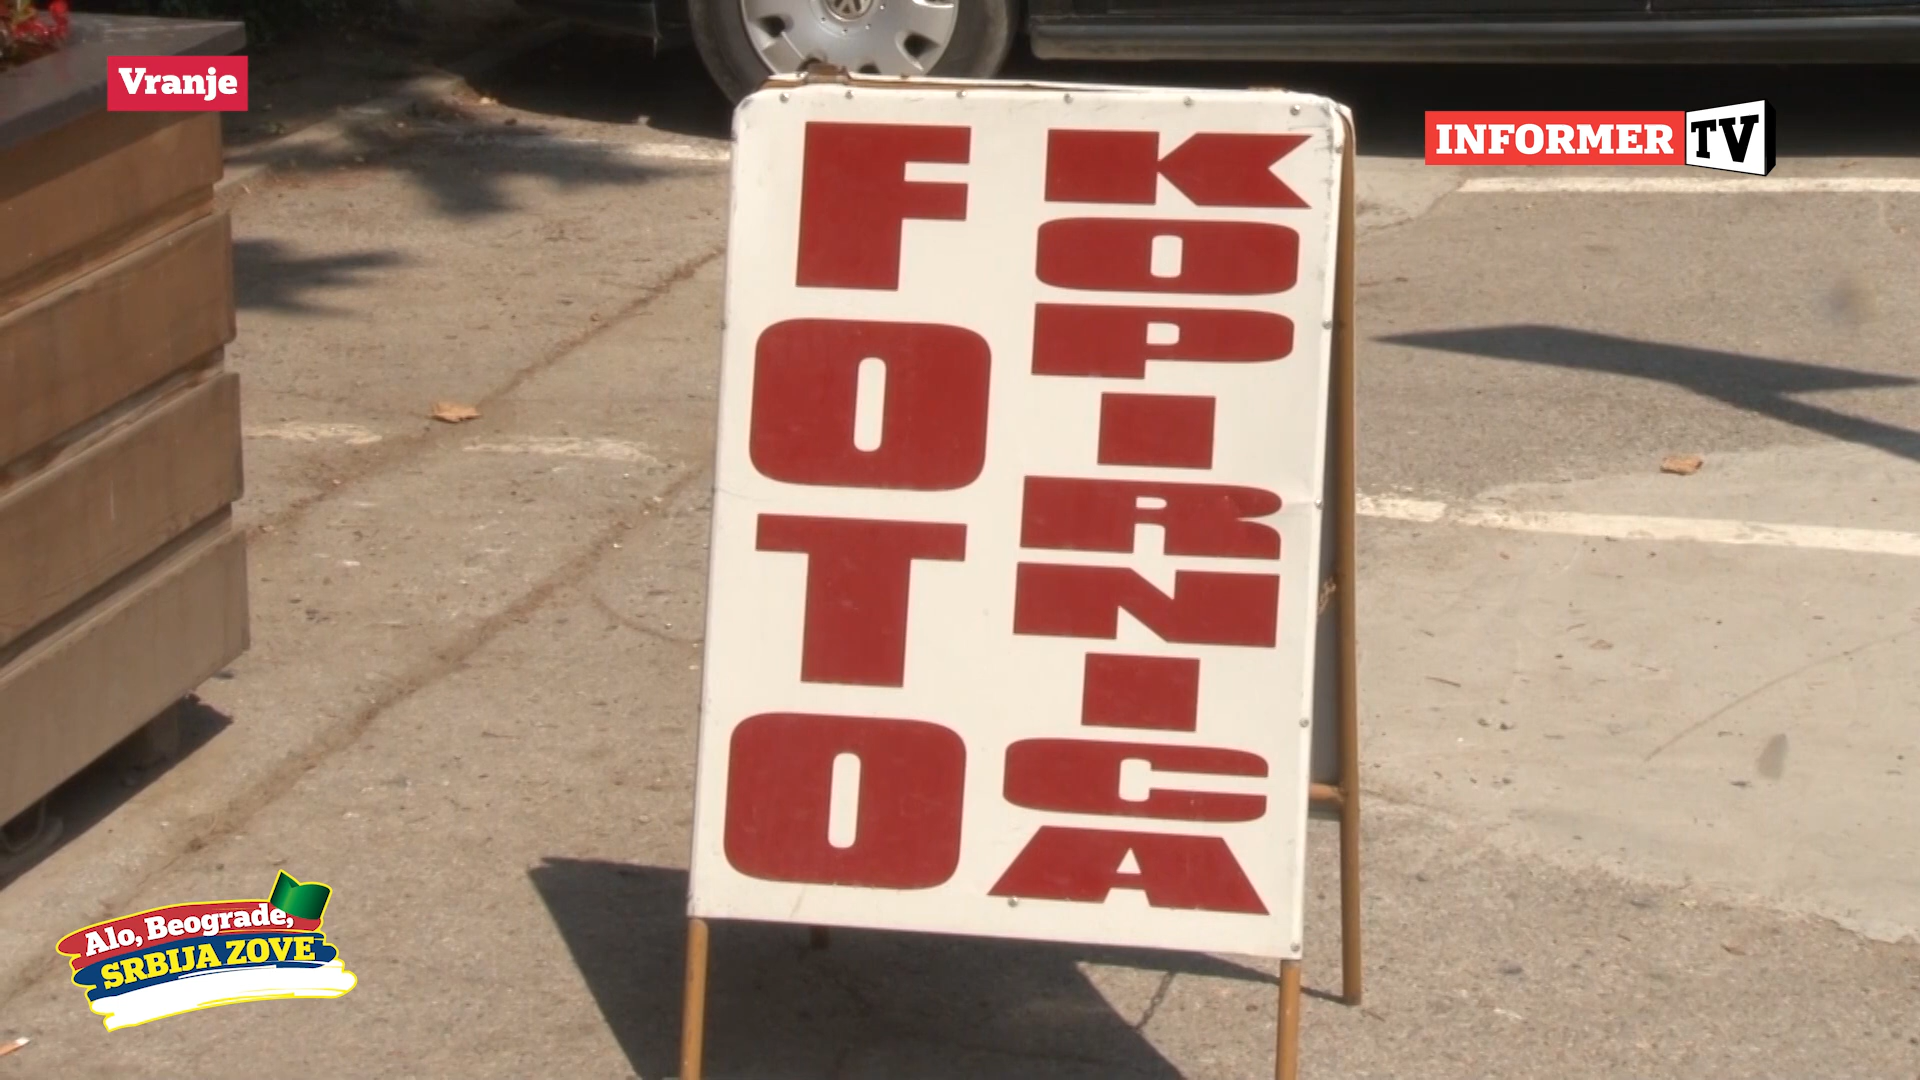 Vranje
INFORMER TV
FOTO
KOPIRNICA
Alo, Beograde,
SRBIJA ZOVE